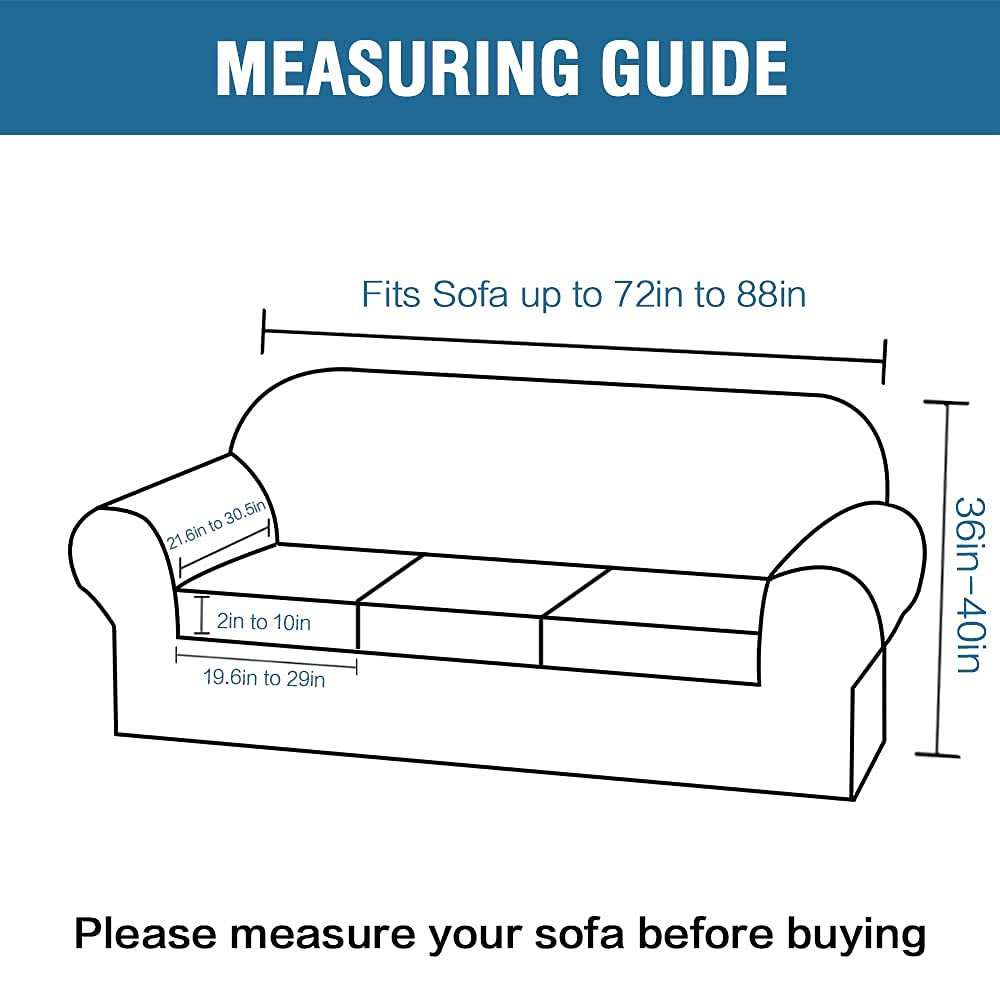 MEASURING GUIDE
Fits Sofa up to 72in to 88in
21.6in to 30.5in
36in-40in
2in to 10in
19.6in to 29in
Please measure your sofa before buying